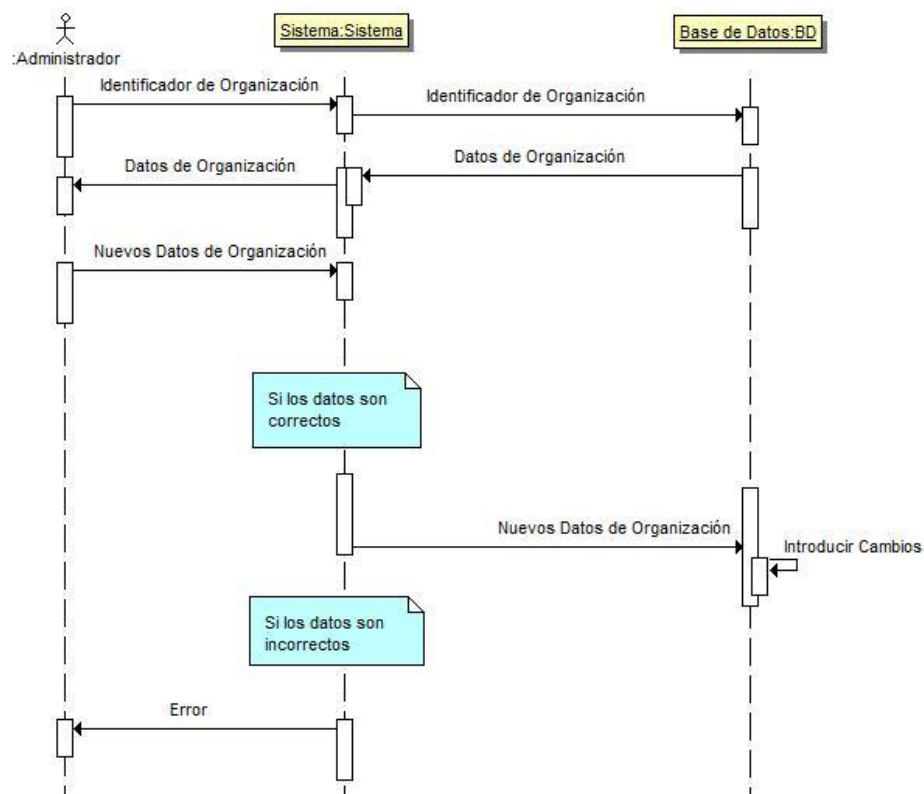 Sistema:Sistema
Base de Datos:BD
:Administrador
Identificador de Organización
Identificador de Organización
Datos de Organización
Datos de Organización
Nuevos Datos de Organización
Si los datos son
correctos
Nuevos Datos de Organización
Introducir Cambios
Si los datos son
incorrectos
Error